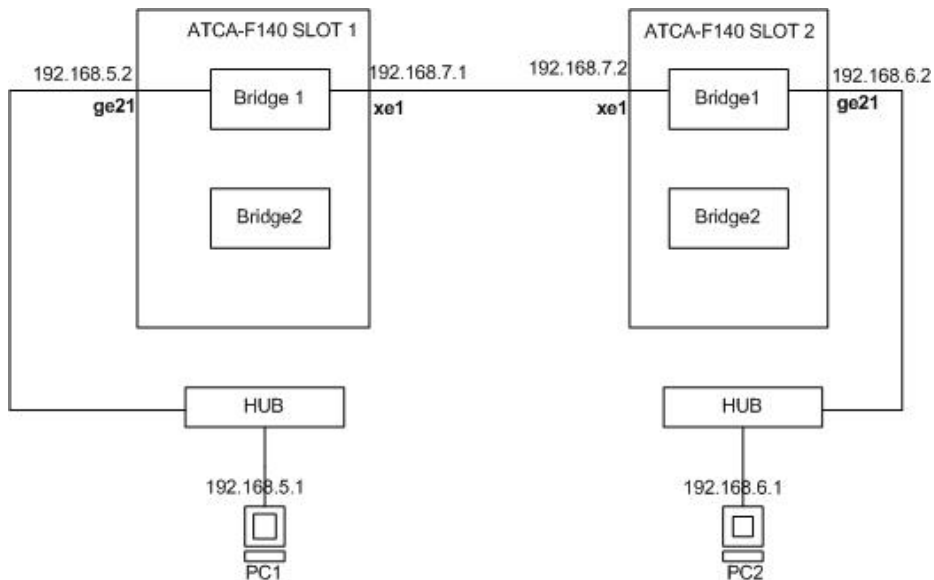 ATCA-F140 SLOT 1
192.168.5.2
ge21
Bridge 1
192.168.7.1
xe1
Bridge2
HUB
192.168.5.1
PC1
ATCA-F140 SLOT 2
192.168.7.2
xe1
Bridge1
192.168.6.2
ge21
Bridge2
HUB
192.168.6.1
PC2